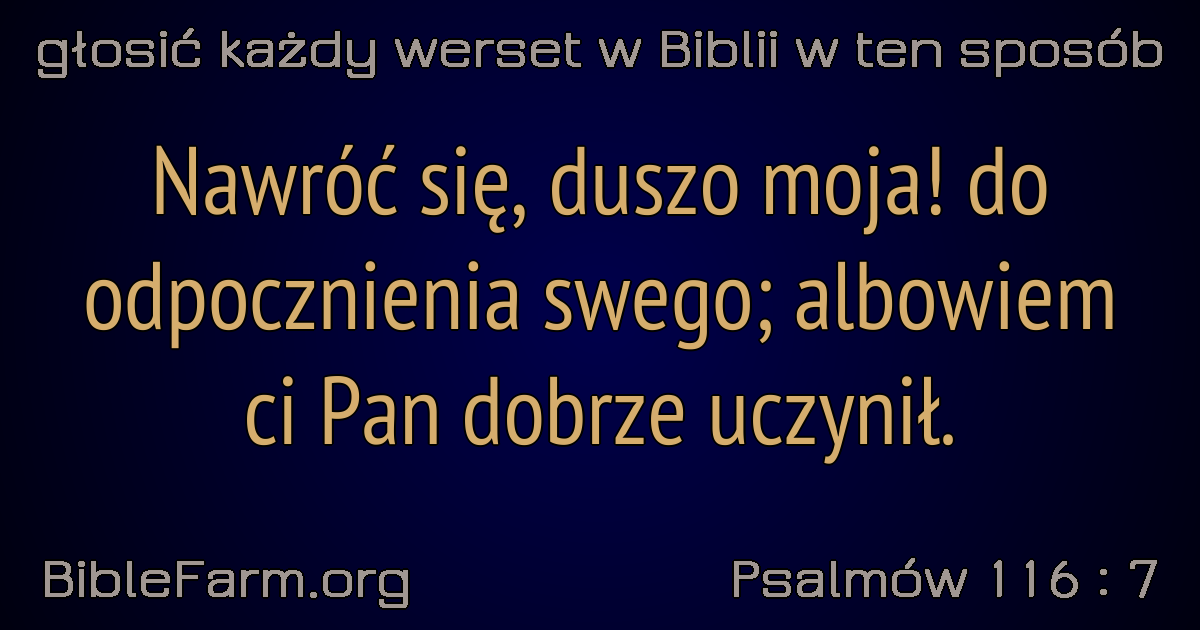 głosić każdy werset w Biblii w ten sposób
Nawróć się, duszo moja! do
odpocznienia swego; albowiem
ci Pan dobrze uczynił.
BibleFarm.org
Psalmów 116 : 7